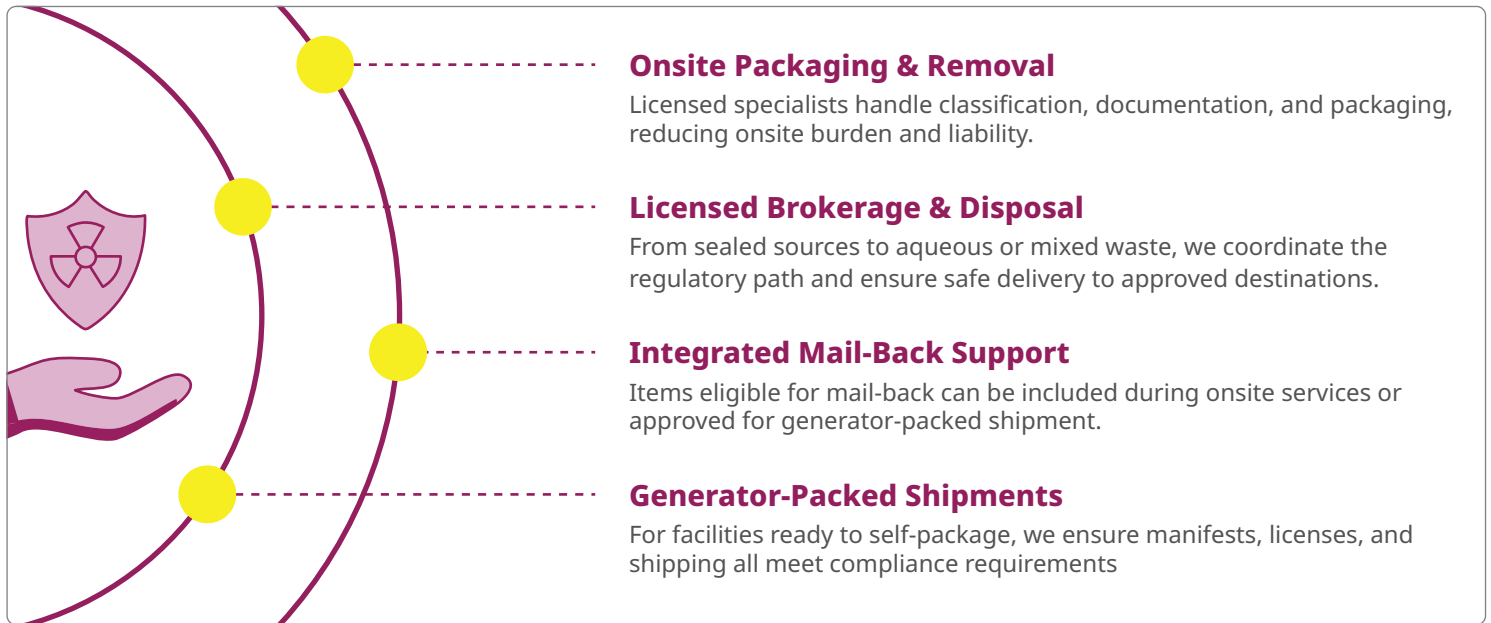 Onsite Packaging & Removal
Licensed specialists handle classification, documentation, and packaging,
reducing onsite burden and liability.
Licensed Brokerage & Disposal
From sealed sources to aqueous or mixed waste, we coordinate the
regulatory path and ensure safe delivery to approved destinations.
Integrated Mail-Back Support
Items eligible for mail-back can be included during onsite services or
approved for generator-packed shipment.
Generator-Packed Shipments
For facilities ready to self-package, we ensure manifests, licenses, and
shipping all meet compliance requirements